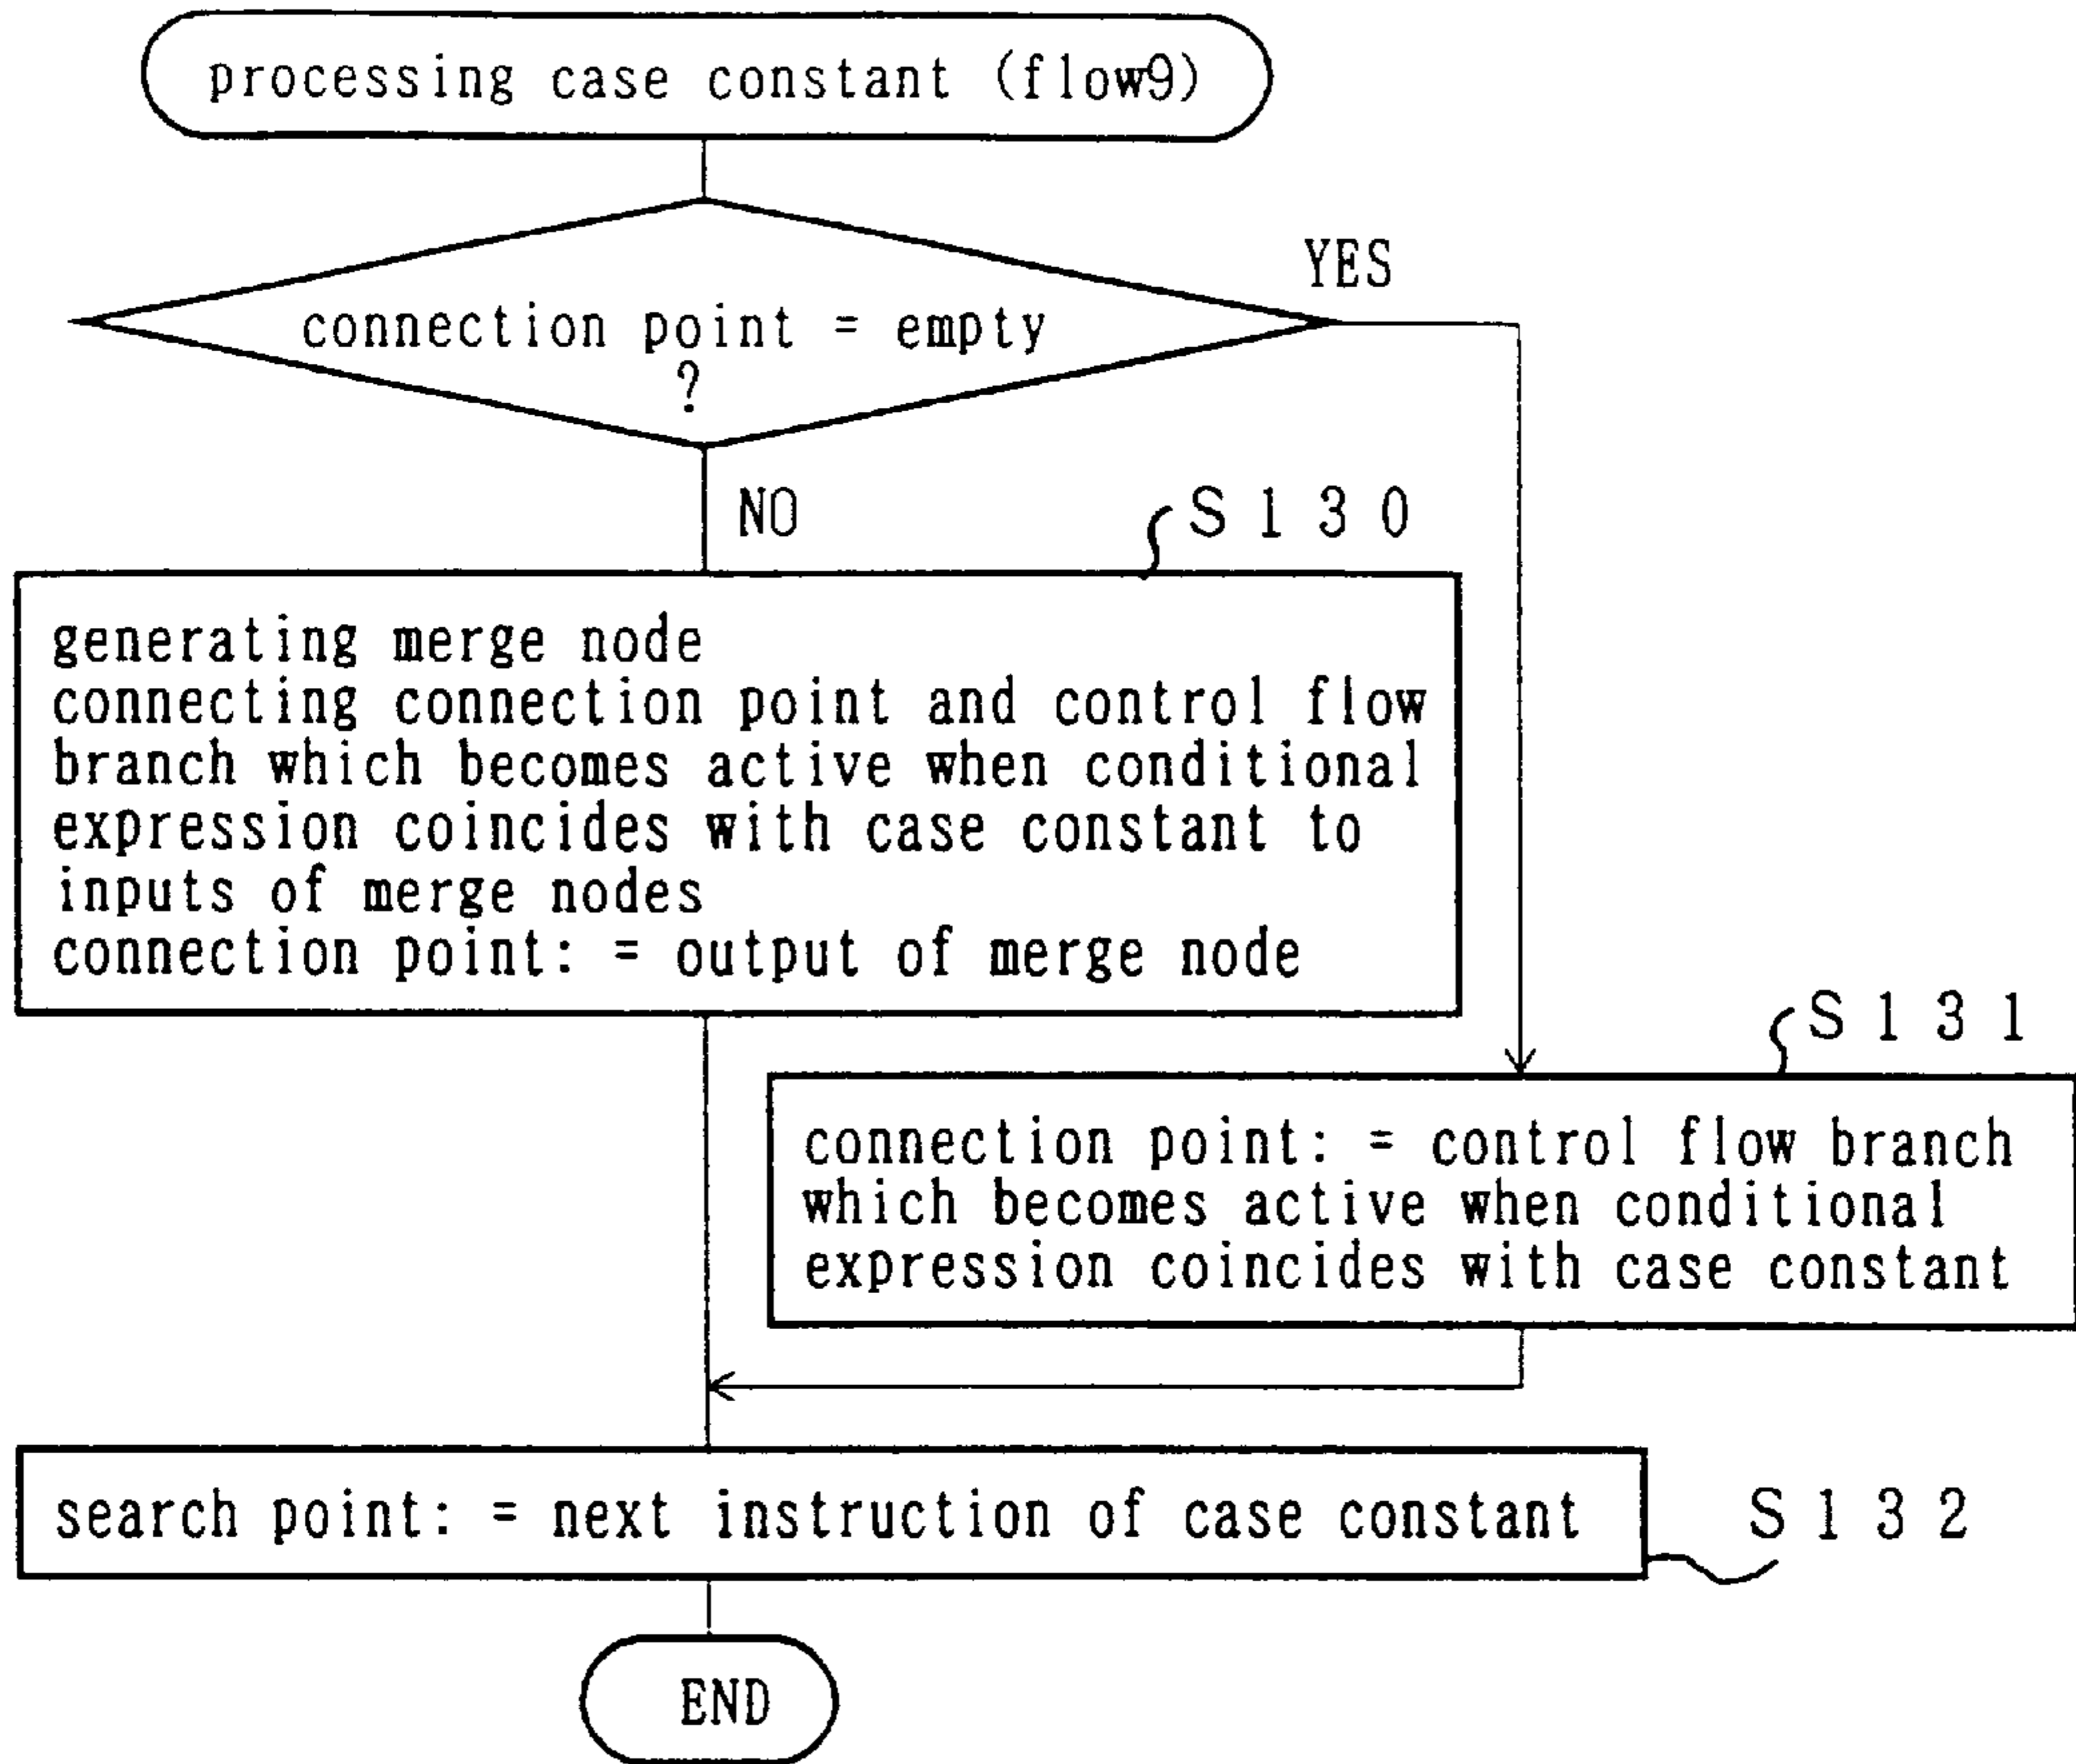 processing case constant (flow9)
YES
connection point = empty
?
NO
S130
generating merge node
connecting connection point and control flow
branch which becomes active when conditional
expression coincides with case constant to
inputs of merge nodes
connection point: = output of merge node
S131
connection point: = control flow branch
which becomes active when conditional
expression coincides with case constant
search point: = next instruction of case constant
S132
END